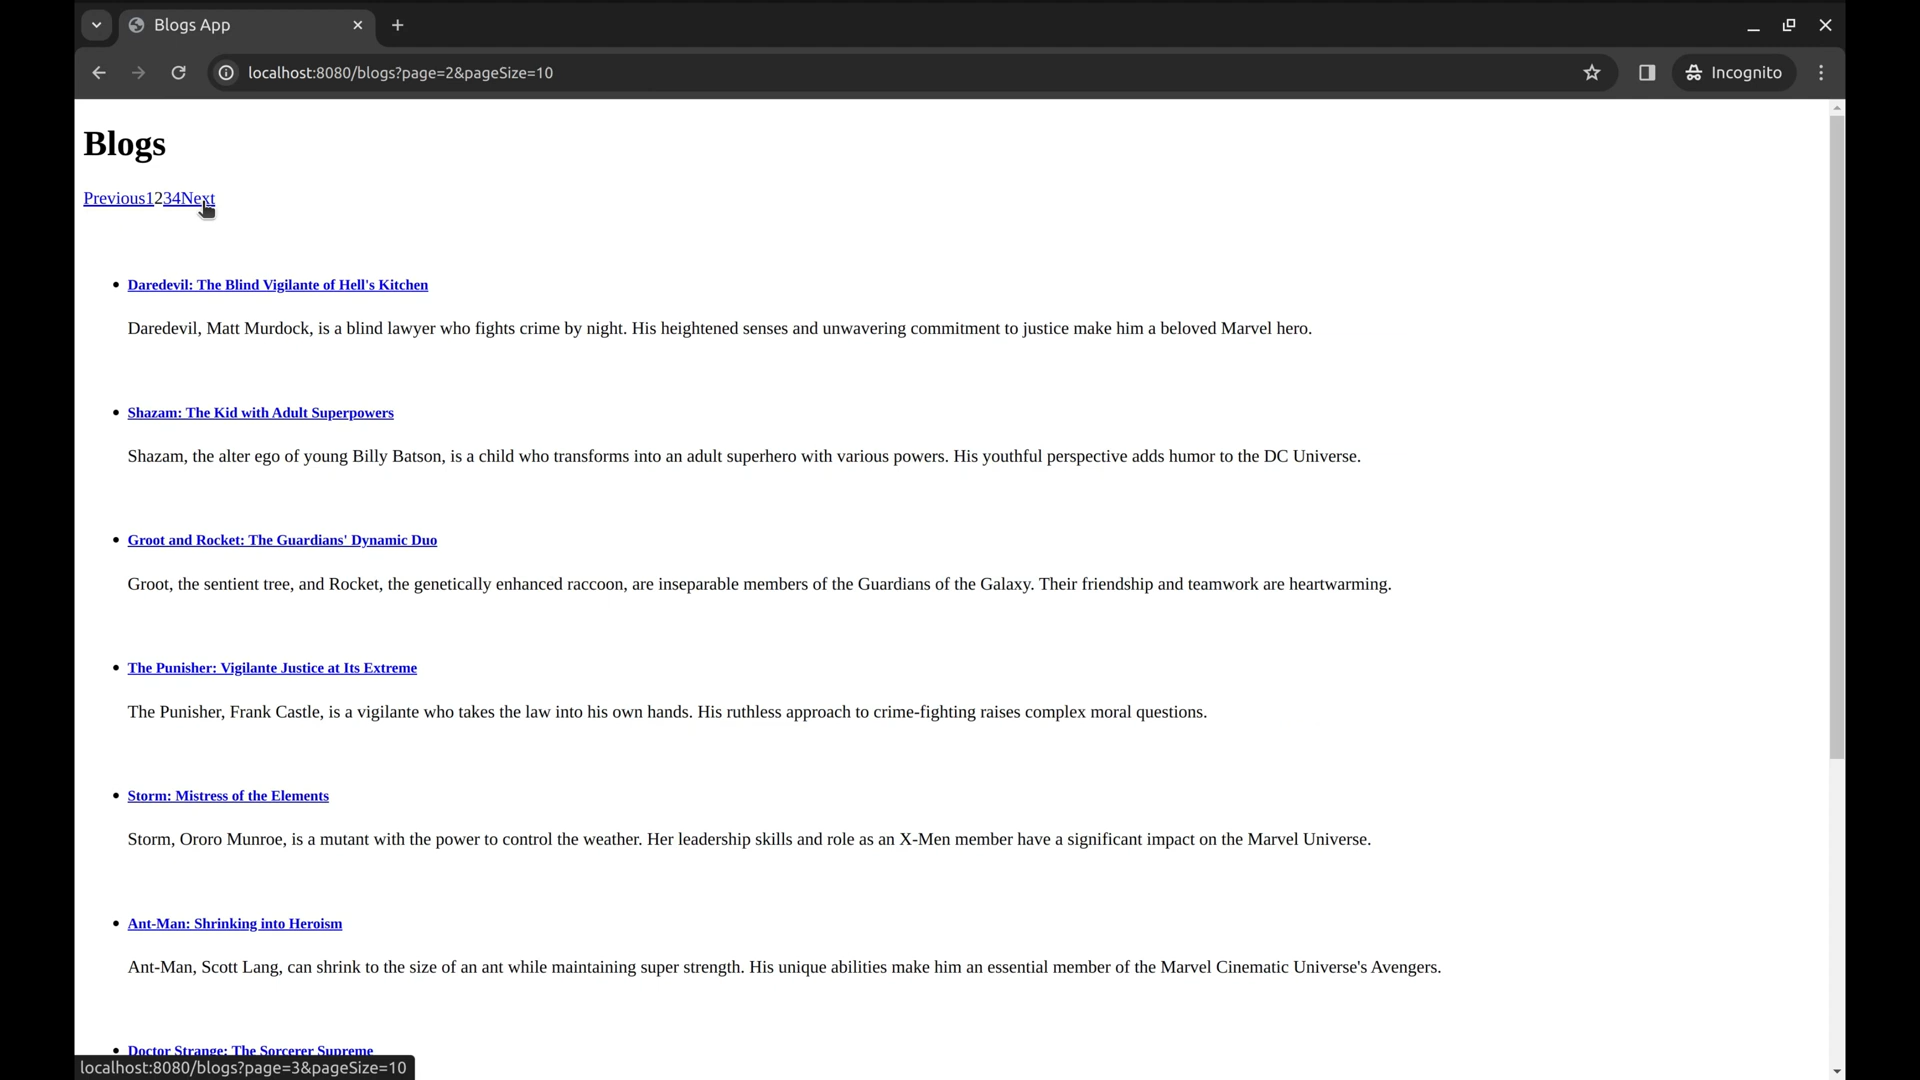 Blogs App
localhost:8080/blogs?page=2&pageSize=10
Incognito
Blogs
Previous1234Next
Daredevil: The Blind Vigilante of Hell's Kitchen
Daredevil, Matt Murdock, is a blind lawyer who fights crime by night. His heightened senses and unwavering commitment to justice make him a beloved Marvel hero.
Shazam: The Kid with Adult Superpowers
Shazam, the alter ego of young Billy Batson, is a child who transforms into an adult superhero with various powers. His youthful perspective adds humor to the DC Universe.
Groot and Rocket: The Guardians' Dynamic Duo
Groot, the sentient tree, and Rocket, the genetically enhanced raccoon, are inseparable members of the Guardians of the Galaxy. Their friendship and teamwork are heartwarming.
The Punisher: Vigilante Justice at Its Extreme
The Punisher, Frank Castle, is a vigilante who takes the law into his own hands. His ruthless approach to crime-fighting raises complex moral questions.
Storm: Mistress of the Elements
Storm, Ororo Munroe, is a mutant with the power to control the weather. Her leadership skills and role as an X-Men member have a significant impact on the Marvel Universe.
Ant-Man: Shrinking into Heroism
Ant-Man, Scott Lang, can shrink to the size of an ant while maintaining super strength. His unique abilities make him an essential member of the Marvel Cinematic Universe's Avengers.
Doctor Strange: The Sorcerer Supreme
localhost:8080/blogs?page=3&pageSize=10